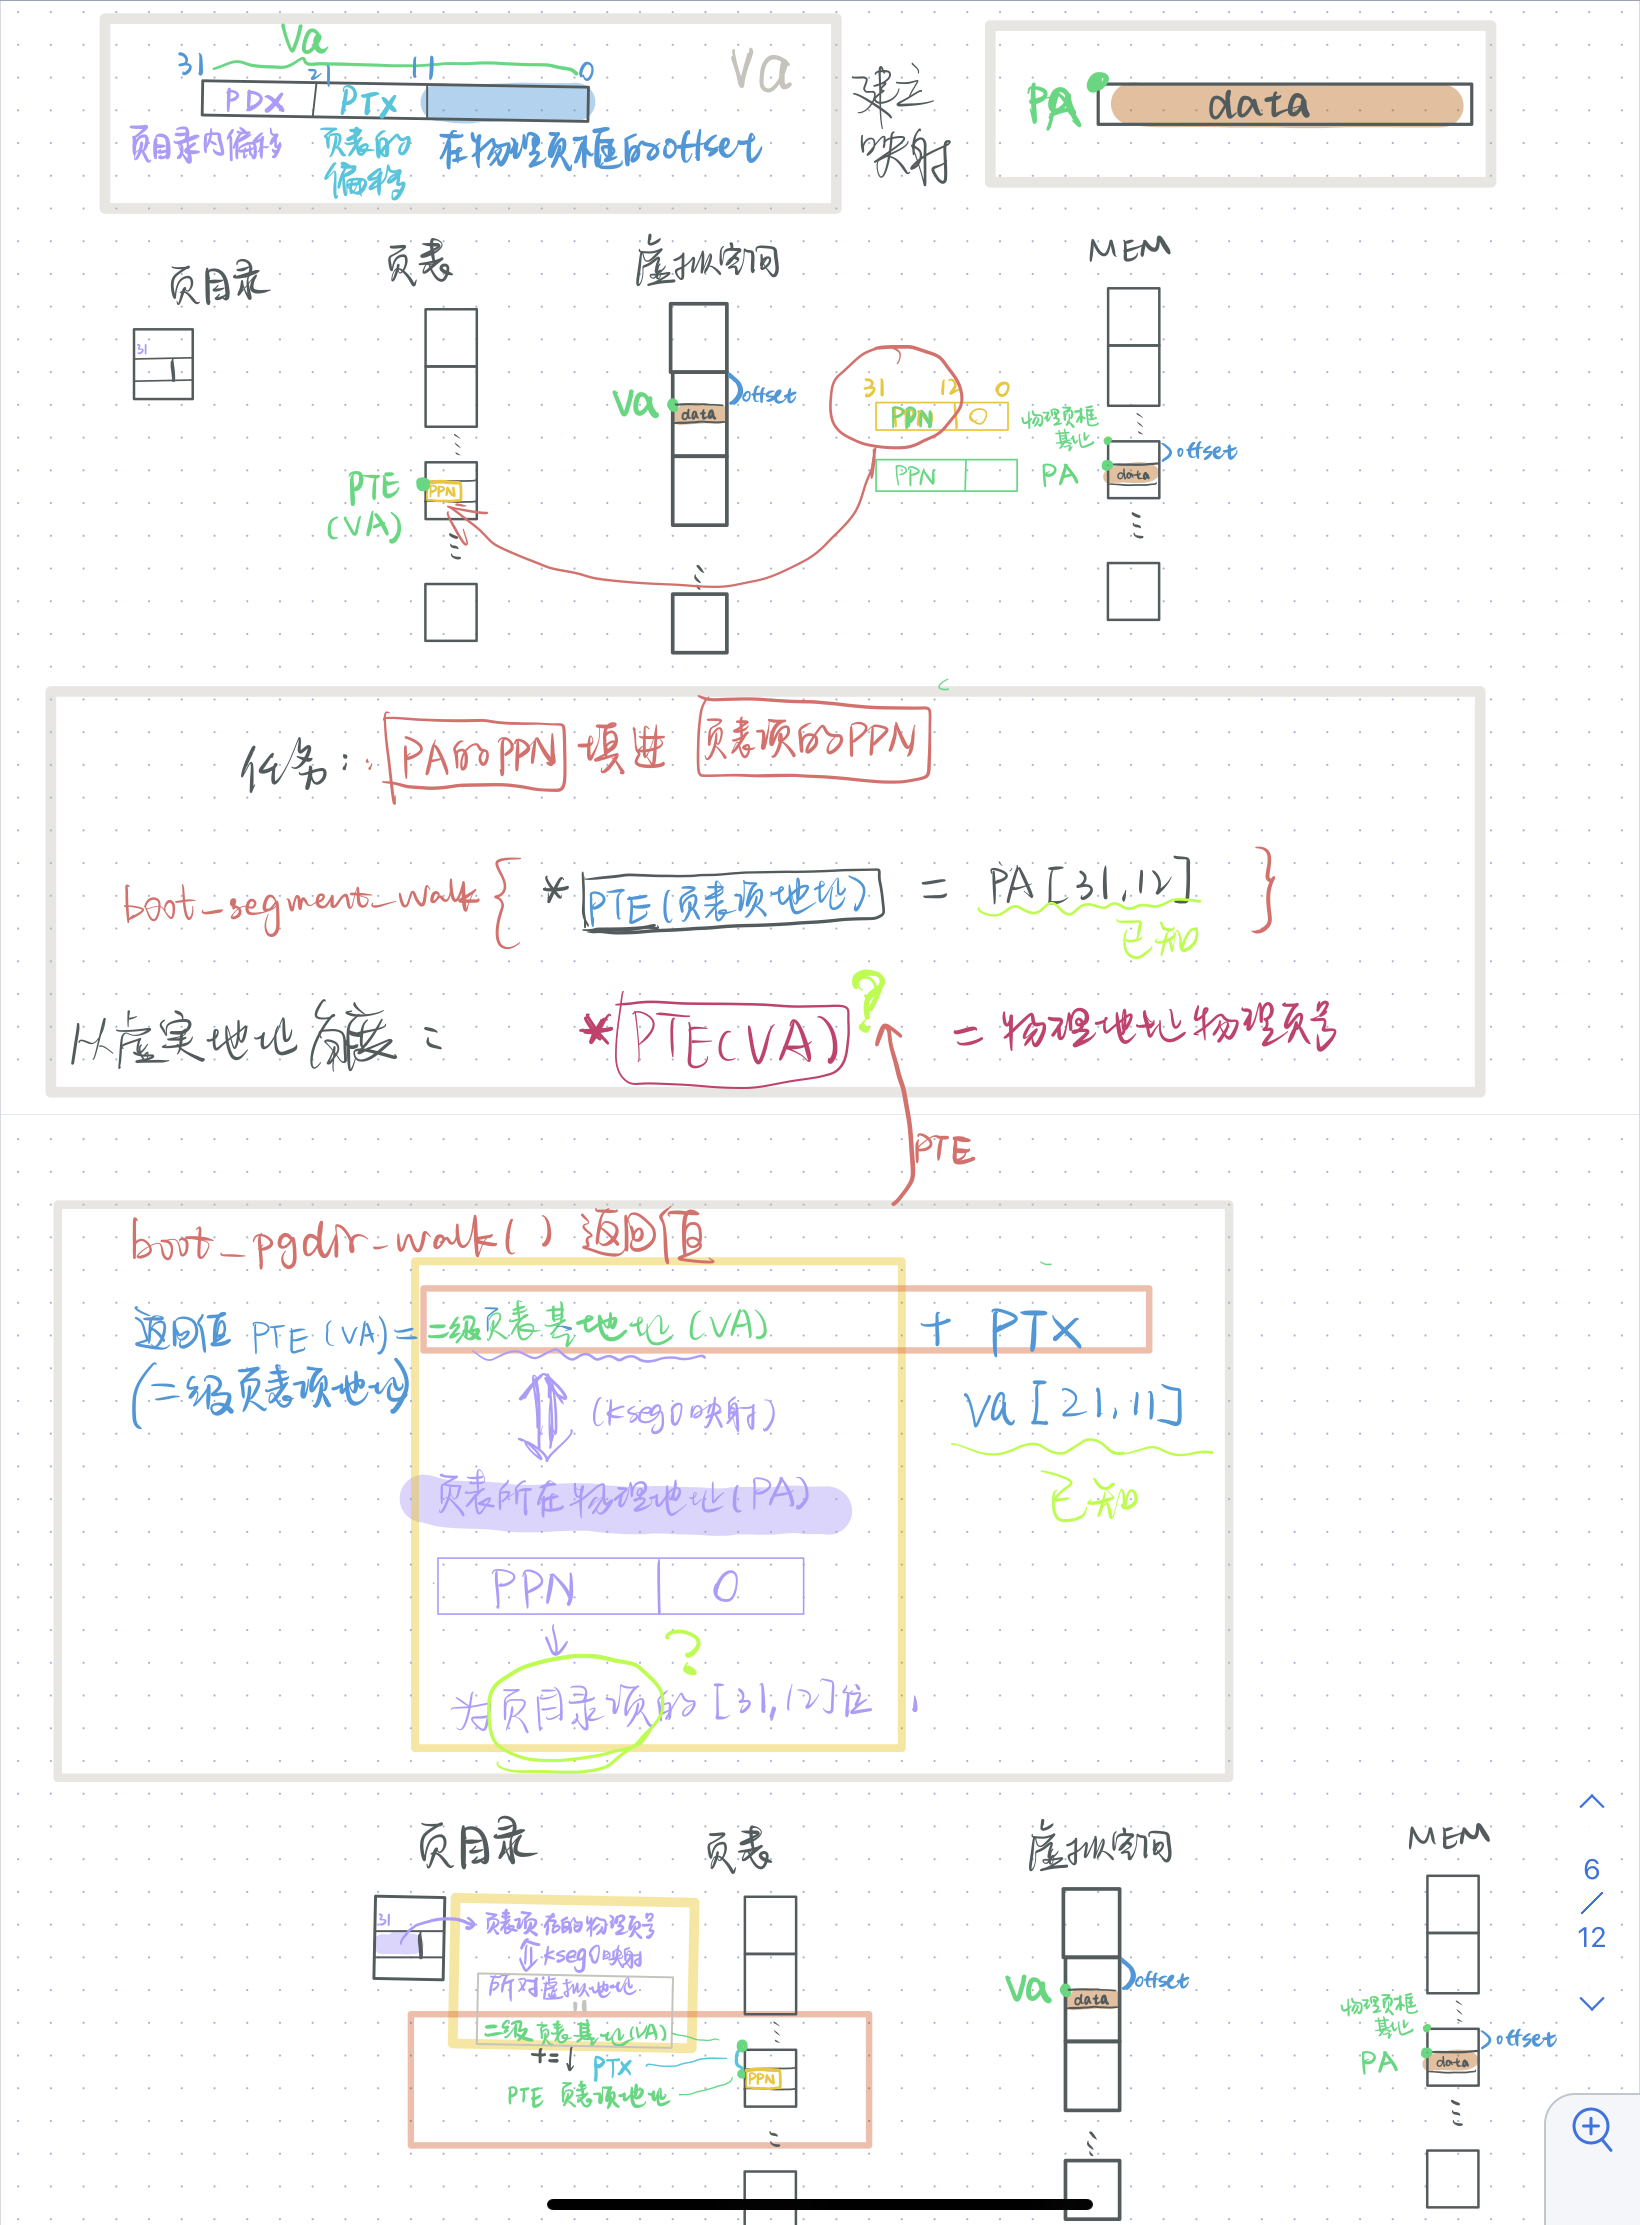 Va
31 21 11 0
Va
PDX PTX
页目录内偏移 页表的偏移 在物理页框的offset
建立
映射
PA data
页目录 页表 虚拟空间 MEM
31
Va data offset
31 12 0
PPN 0
PPN
物理页框
基址
PA data offset
PTE
(VA)
PPN
任务: PA的PPN 填进 页表项的PPN
boot_segment_walk { * PTE(页表项地址) = PA[31,12] }
已知
从虚实地址角度: * PTE(VA) ? = 物理地址物理页号
PTE
boot_pgdir_walk() 返回值
返回值 PTE(VA)= 二级页表基地址(VA) + PTX
(二级页表项地址)
(kseg0映射) va[21,11]
页表所在物理地址(PA) 已知
PPN 0
?
为页目录项的[31,12]位
页目录 页表 虚拟空间 MEM
31
页表项在的物理页号
kseg0映射
所对虚拟地址
二级页表基址(VA)
+= PTX
PTE 页表项地址
PPN
Va data offset
物理页框
基址
PA data offset
6
/
12